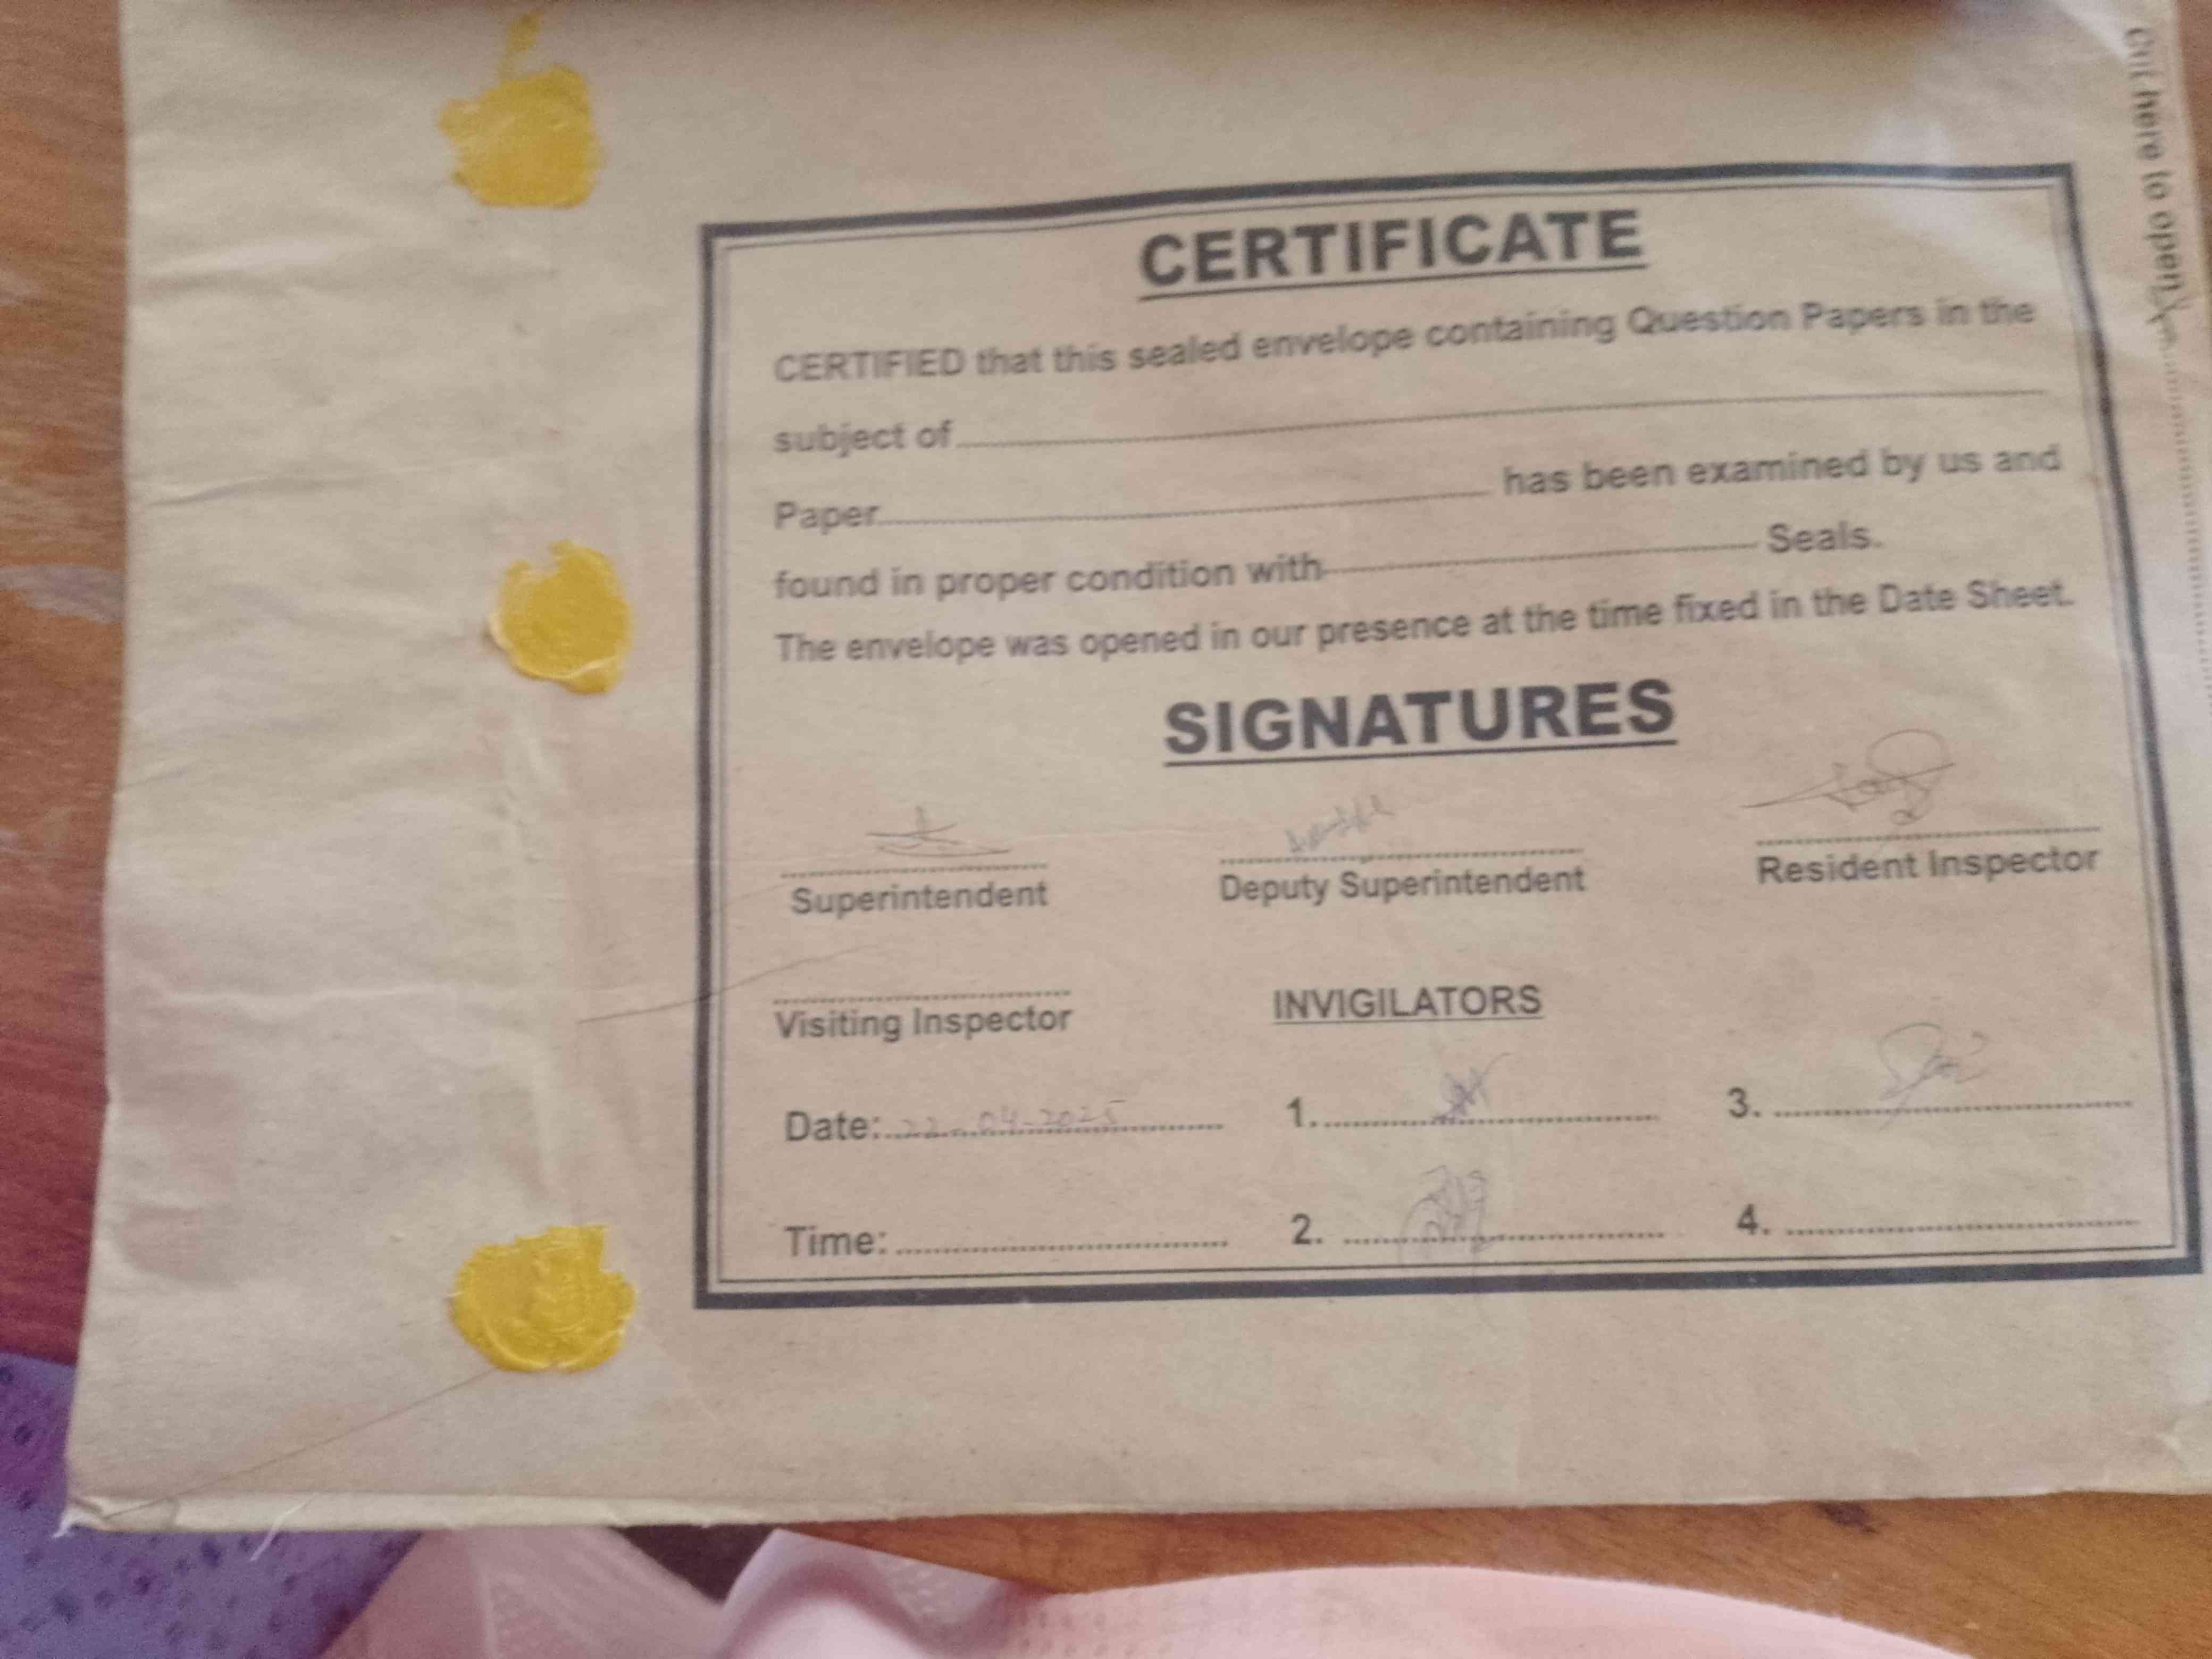 Cut here to open
CERTIFICATE
CERTIFIED that this sealed envelope containing Question Papers in the
subject of
Paper has been examined by us and
found in proper condition with Seals.
The envelope was opened in our presence at the time fixed in the Date Sheet.
SIGNATURES
Superintendent Deputy Superintendent Resident Inspector
Visiting Inspector INVIGILATORS
Date: 22-04-2025 1. 3.
Time: 2. 4.